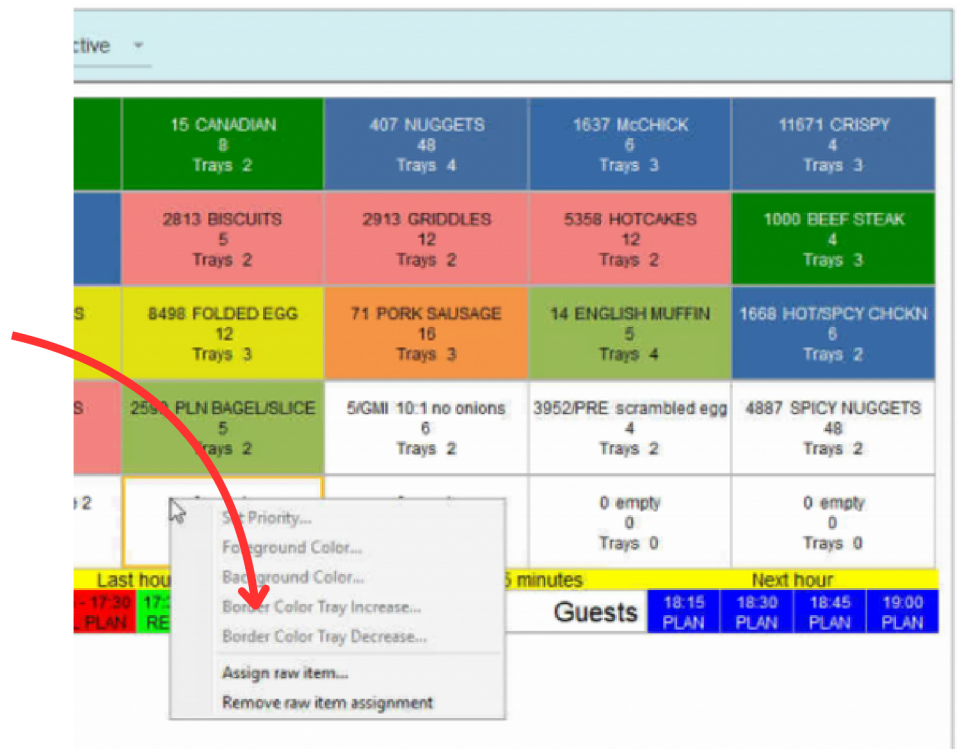 ctive
15 CANADIAN
8
Trays 2
407 NUGGETS
48
Trays 4
1637 McCHICK
6
Trays 3
11671 CRISPY
4
Trays 3
2813 BISCUITS
5
Trays 2
2913 GRIDDLES
12
Trays 2
5358 HOTCAKES
12
Trays 2
1000 BEEF STEAK
4
Trays 3
S
8498 FOLDED EGG
12
Trays 3
71 PORK SAUSAGE
16
Trays 3
14 ENGLISH MUFFIN
5
Trays 4
1668 HOT/SPCY CHCKN
6
Trays 2
S
PLN BAGEL/SLICE
5
Trays 2
5/GMI 10:1 no onions
6
Trays 2
3952/PRE scrambled egg
4
Trays 2
4887 SPICY NUGGETS
48
Trays 2
2
0 empty
0
Trays 0
0 empty
0
Trays 0
Set Priority...
Foreground Color...
Background Color...
Border Color Tray Increase...
Border Color Tray Decrease...
Assign raw item...
Remove raw item assignment
Last hou
5 minutes
Next hour
- 17:30
PLAN
17:
RE
Guests
18:15
PLAN
18:30
PLAN
18:45
PLAN
19:00
PLAN